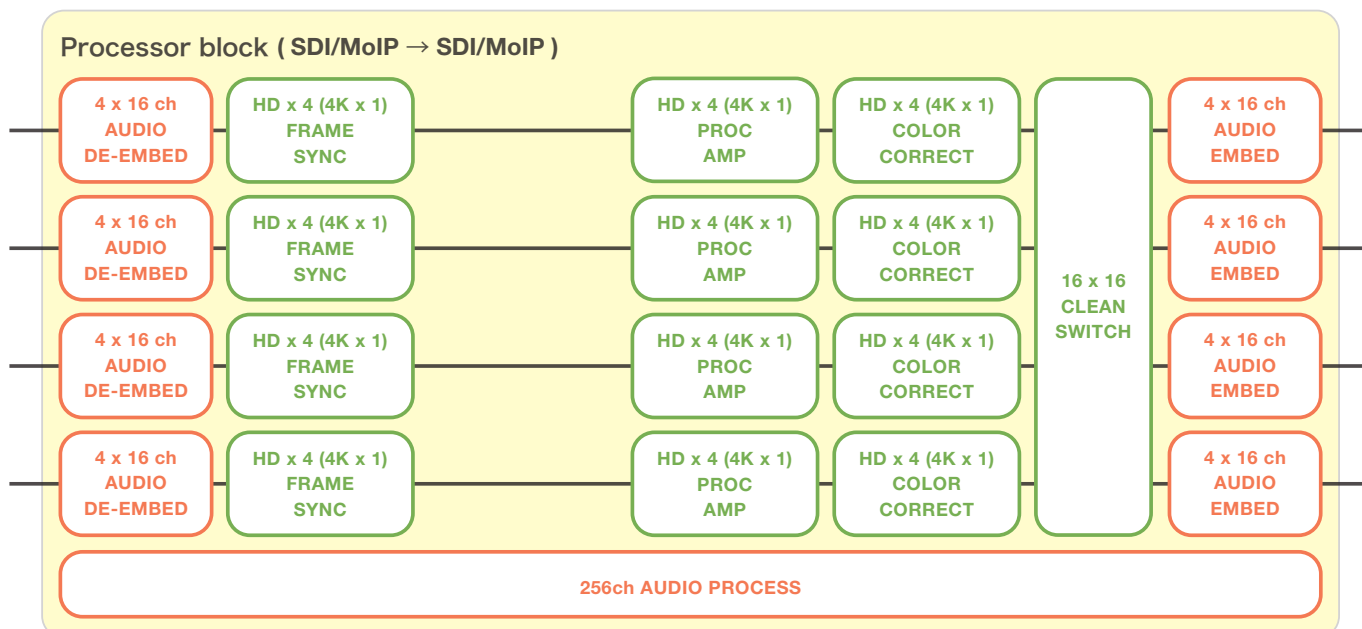 Processor block ( SDI/MoIP → SDI/MoIP )
4 x 16 ch
AUDIO
DE-EMBED
HD x 4 (4K x 1)
FRAME
SYNC
HD x 4 (4K x 1)
PROC
AMP
HD x 4 (4K x 1)
COLOR
CORRECT
4 x 16 ch
AUDIO
EMBED
4 x 16 ch
AUDIO
DE-EMBED
HD x 4 (4K x 1)
FRAME
SYNC
HD x 4 (4K x 1)
PROC
AMP
HD x 4 (4K x 1)
COLOR
CORRECT
16 x 16
CLEAN
SWITCH
4 x 16 ch
AUDIO
EMBED
4 x 16 ch
AUDIO
DE-EMBED
HD x 4 (4K x 1)
FRAME
SYNC
HD x 4 (4K x 1)
PROC
AMP
HD x 4 (4K x 1)
COLOR
CORRECT
4 x 16 ch
AUDIO
EMBED
4 x 16 ch
AUDIO
DE-EMBED
HD x 4 (4K x 1)
FRAME
SYNC
HD x 4 (4K x 1)
PROC
AMP
HD x 4 (4K x 1)
COLOR
CORRECT
4 x 16 ch
AUDIO
EMBED
256ch AUDIO PROCESS